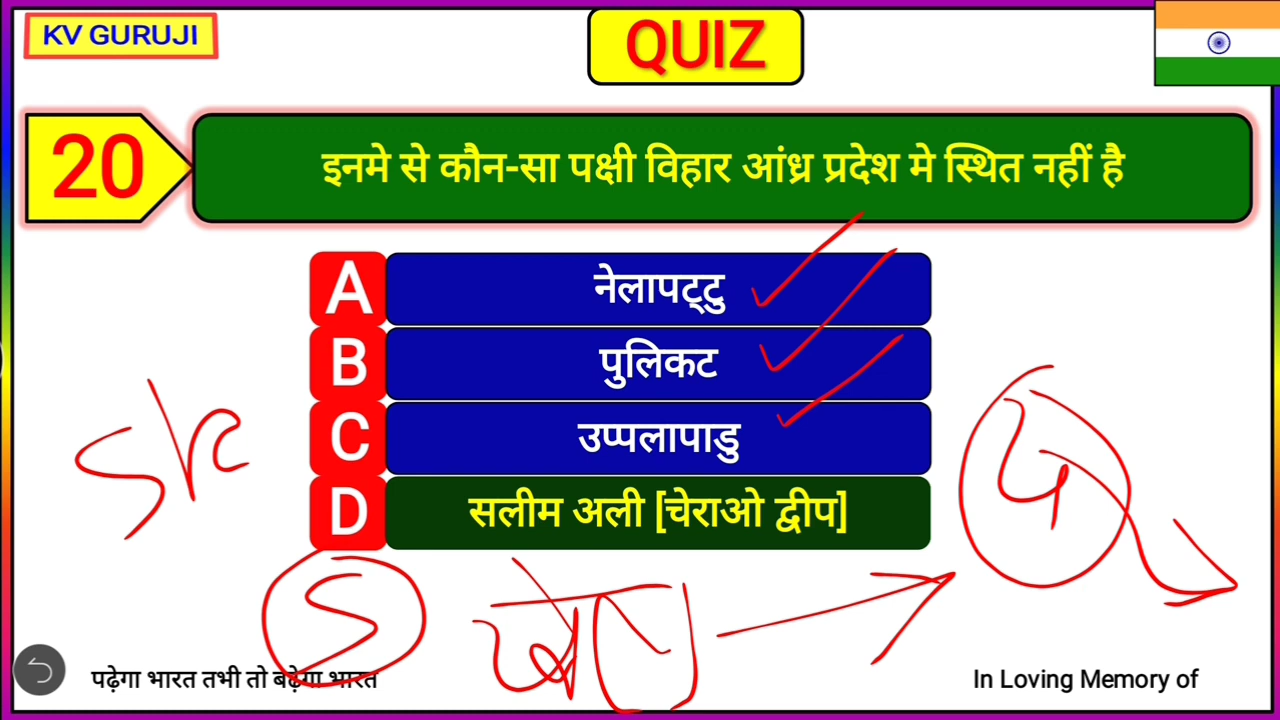 KV GURUJI
QUIZ
20
इनमे से कौन-सा पक्षी विहार आंध्र प्रदेश मे स्थित नहीं है
A नेलापट्टु
B पुलिकट
C उप्पलापाडु
D सलीम अली [चेराओ द्वीप]
S
पढ़ेगा भारत तभी तो बढ़ेगा भारत
In Loving Memory of